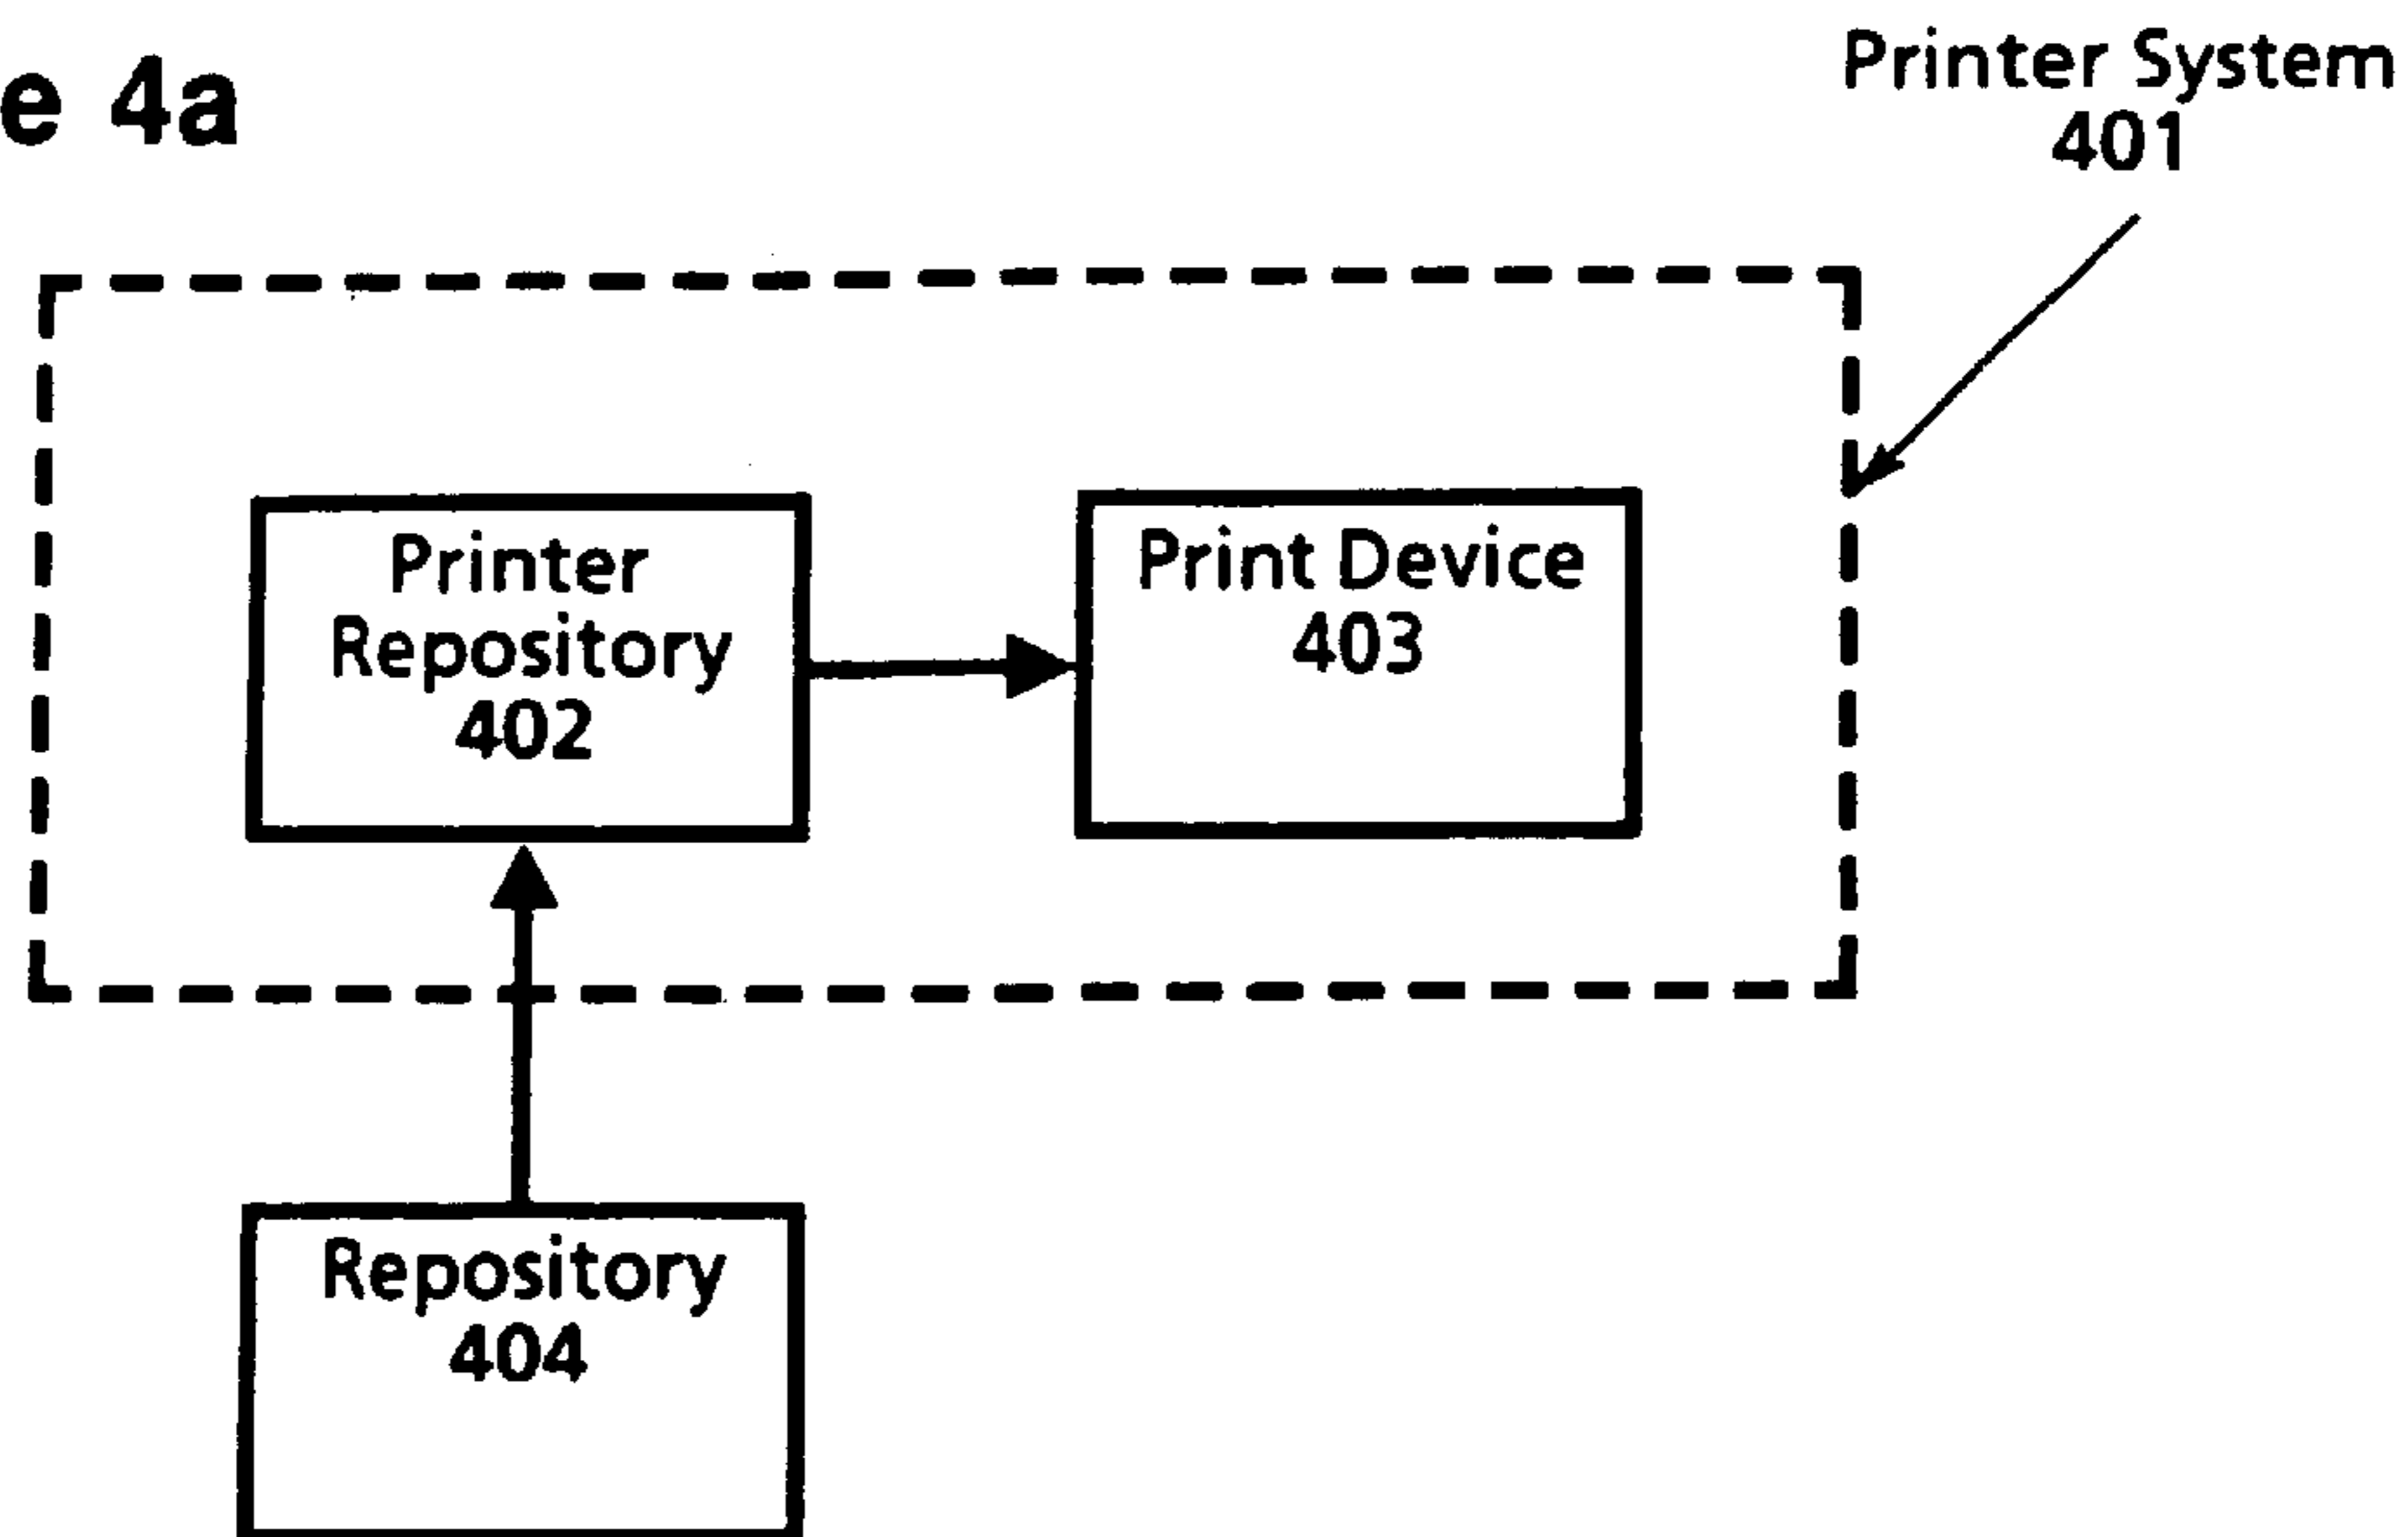 e 4a
Printer System
401
Printer
Repository
402
Print Device
403
Repository
404